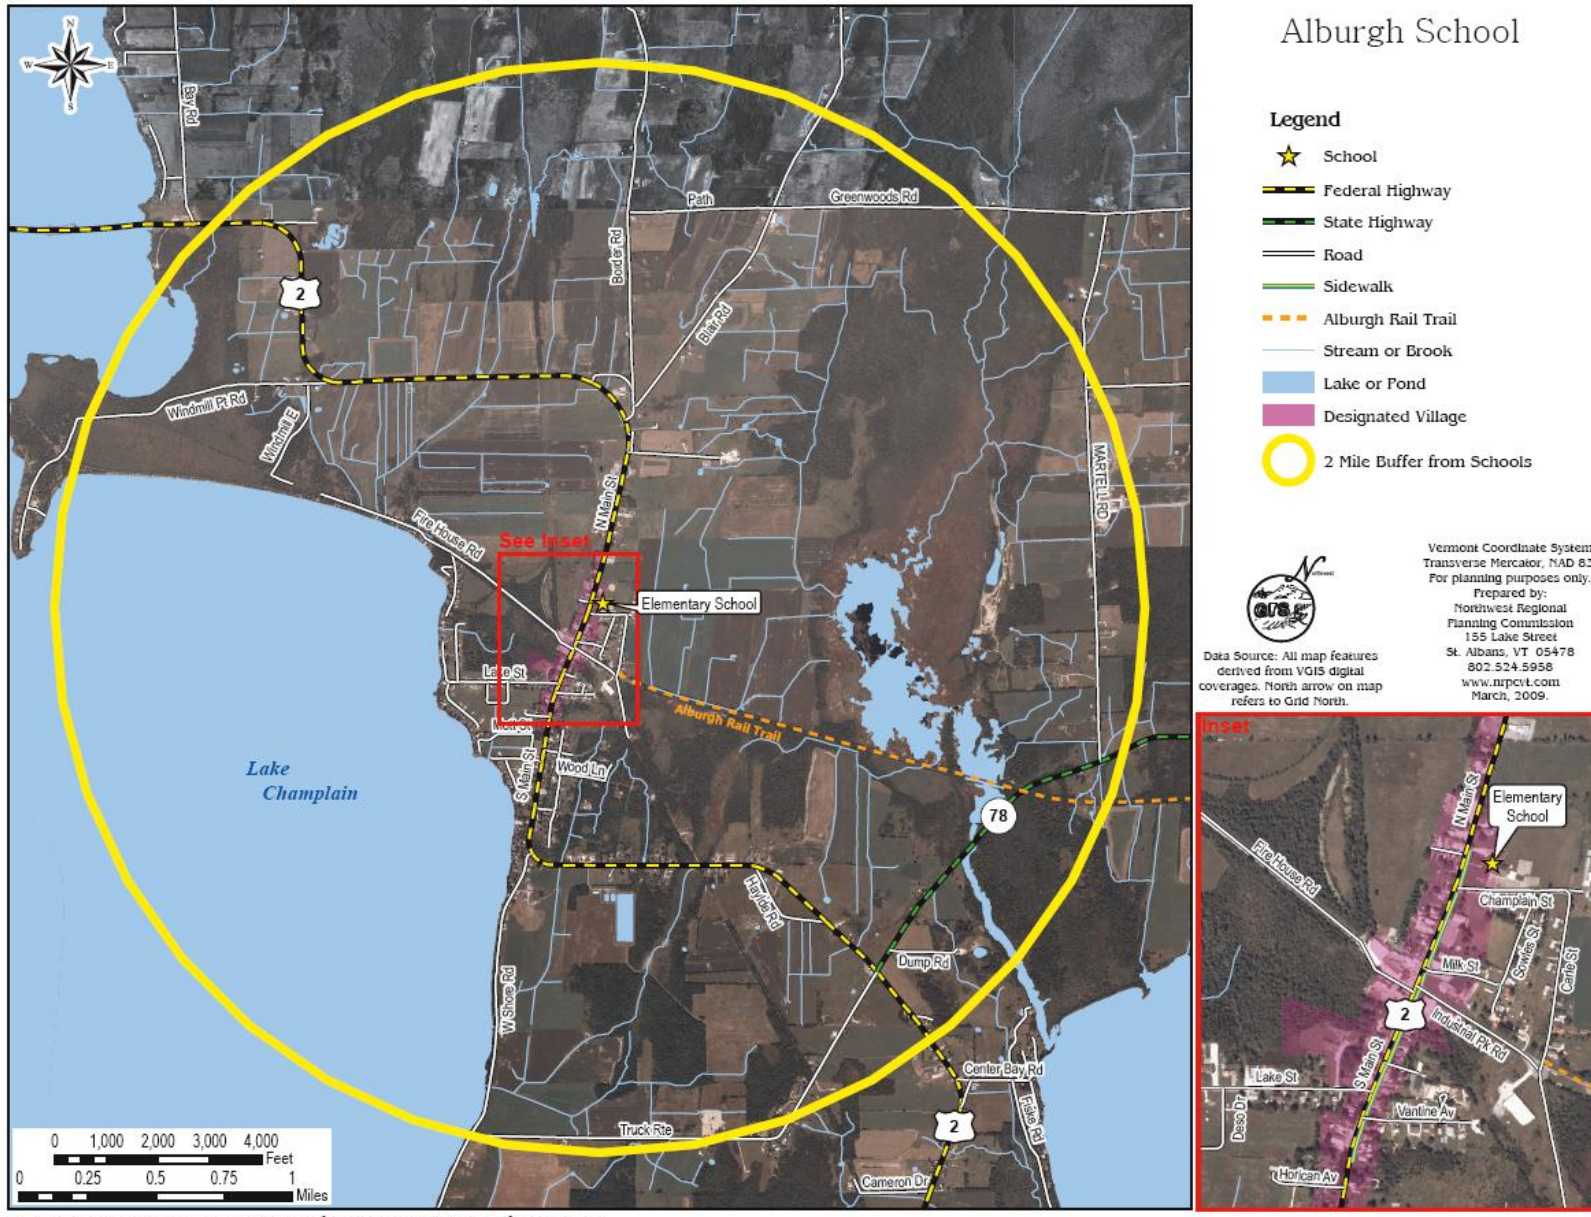 Alburgh School
Legend
School
Federal Highway
State Highway
Road
Sidewalk
Alburgh Rail Trail
Stream or Brook
Lake or Pond
Designated Village
2 Mile Buffer from Schools
Vermont Coordinate System
Transverse Mercator, NAD 83
For planning purposes only.
Prepared by:
Northwest Regional
Planning Commission
155 Lake Street
St. Albans, VT 05478
802.524.5958
www.nrpcvt.com
March, 2009.
Northwest
GRS
Data Source: All map features
derived from VGIS digital
coverages. North arrow on map
refers to Grid North.
N
W
E
S
Bay Rd
Path
Greenwoods Rd
Border Rd
2
Blair Rd
Windmill Pt Rd
Windmill E
MARTELL RD
N Main St
Fire House Rd
See Inset
Elementary School
Lake St
Alburgh Rail Trail
Mott St
Wood Ln
S Main St
Lake
Champlain
78
Hayride Rd
Dump Rd
W Shore Rd
Center Bay Rd
Fiske Rd
2
Truck Rte
Cameron Dr
0 1,000 2,000 3,000 4,000
Feet
0 0.25 0.5 0.75 1
Miles
Inset
N Main St
Elementary
School
Fire House Rd
Champlain St
Sowles St
Carle St
Milk St
2
Industrial Pk Rd
S Main St
Lake St
Deso Dr
Vantine Av
Horican Av